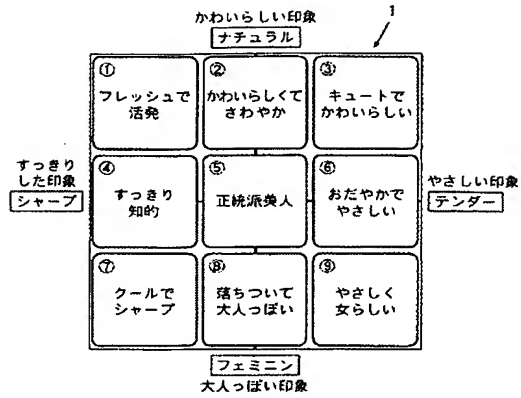 かわいらしい印象
ナチュラル
1
①
フレッシュで
活発
②
かわいらしくて
さわやか
③
キュートで
かわいらしい
すっきり
した印象
シャープ
④
すっきり
知的
⑤
正統派美人
⑥
おだやかで
やさしい
やさしい印象
テンダー
⑦
クールで
シャープ
⑧
落ちついて
大人っぽい
⑨
やさしく
女らしい
フェミニン
大人っぽい印象